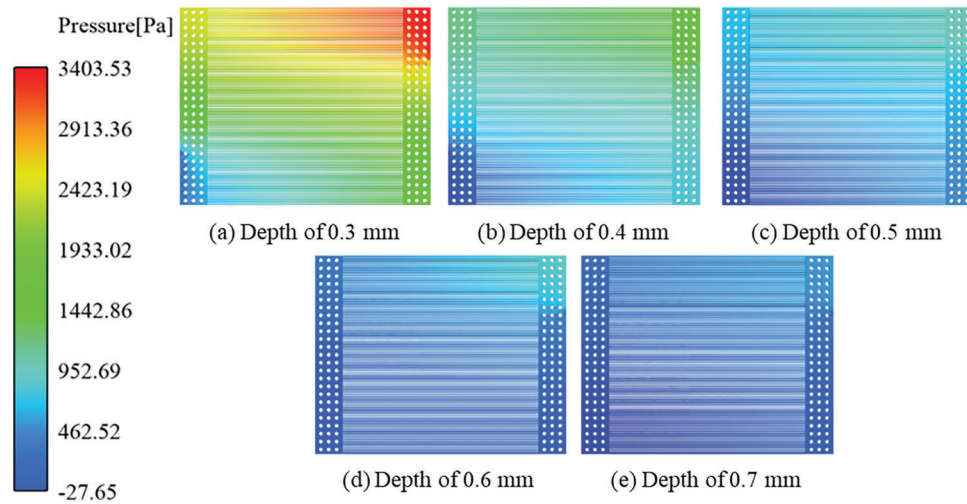 Pressure[Pa]
3403.53
2913.36
2423.19
1933.02
1442.86
952.69
462.52
-27.65
(a) Depth of 0.3 mm
(b) Depth of 0.4 mm
(c) Depth of 0.5 mm
(d) Depth of 0.6 mm
(e) Depth of 0.7 mm